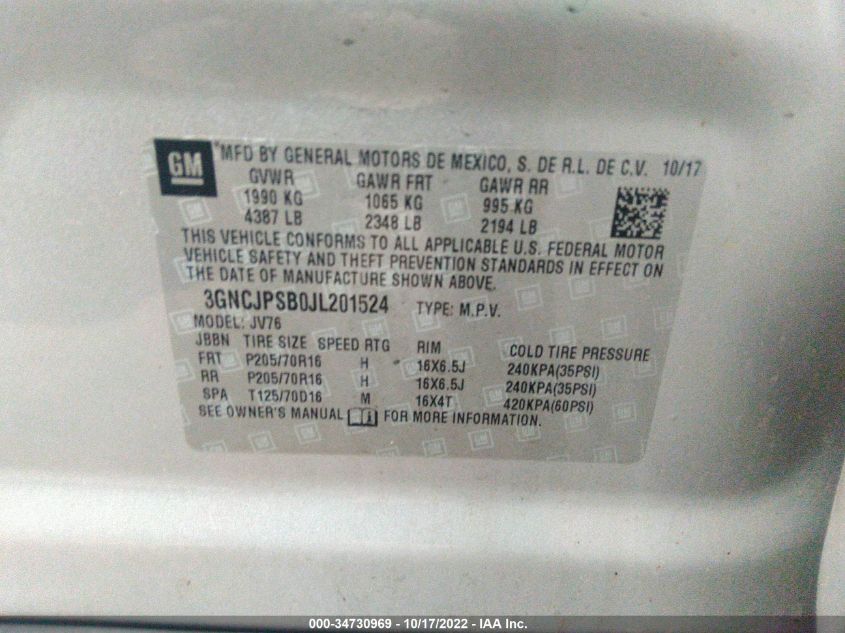 GM *MFD BY GENERAL MOTORS DE MEXICO, S. DE R.L. DE C.V. 10/17
GVWR GAWR FRT GAWR RR
1990 KG 1065 KG 995 KG
4387 LB 2348 LB 2194 LB
THIS VEHICLE CONFORMS TO ALL APPLICABLE U.S. FEDERAL MOTOR
VEHICLE SAFETY AND THEFT PREVENTION STANDARDS IN EFFECT ON
THE DATE OF MANUFACTURE SHOWN ABOVE.
3GNCJPSB0JL201524 TYPE: M.P.V.
MODEL: JV76
JBBN TIRE SIZE SPEED RTG RIM COLD TIRE PRESSURE
FRT P205/70R16 H 16X6.5J 240KPA(35PSI)
RR P205/70R16 H 16X6.5J 240KPA(35PSI)
SPA T125/70D16 M 16X4T 420KPA(60PSI)
SEE OWNER'S MANUAL FOR MORE INFORMATION.
000-34730969 - 10/17/2022 - IAA Inc.